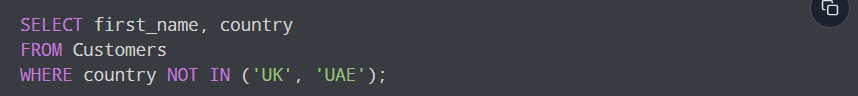 SELECT first_name, country
FROM Customers
WHERE country NOT IN ('UK', 'UAE');